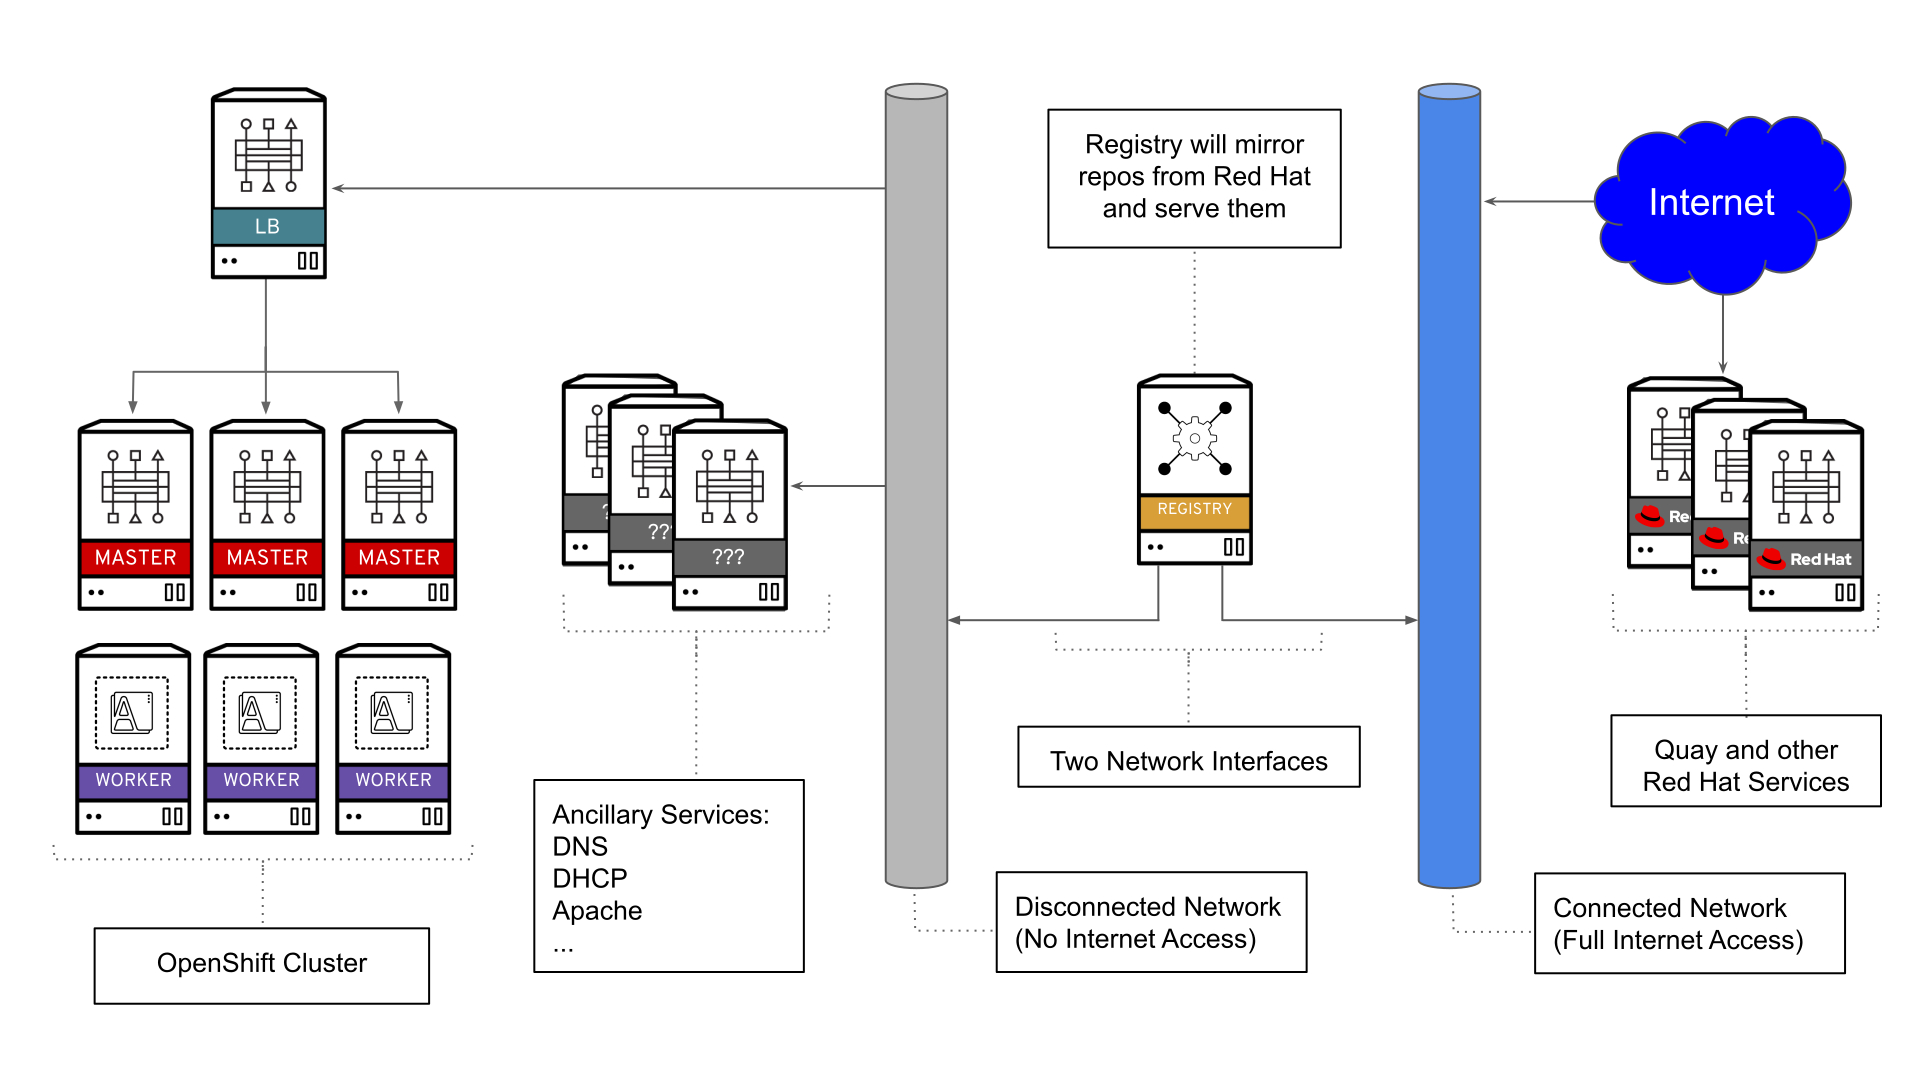 LB
Registry will mirror
repos from Red Hat
and serve them
Internet
MASTER
MASTER
MASTER
?
??
???
REGISTRY
Re
Re
Red Hat
WORKER
WORKER
WORKER
Two Network Interfaces
Quay and other
Red Hat Services
Ancillary Services:
DNS
DHCP
Apache
...
Disconnected Network
(No Internet Access)
Connected Network
(Full Internet Access)
OpenShift Cluster